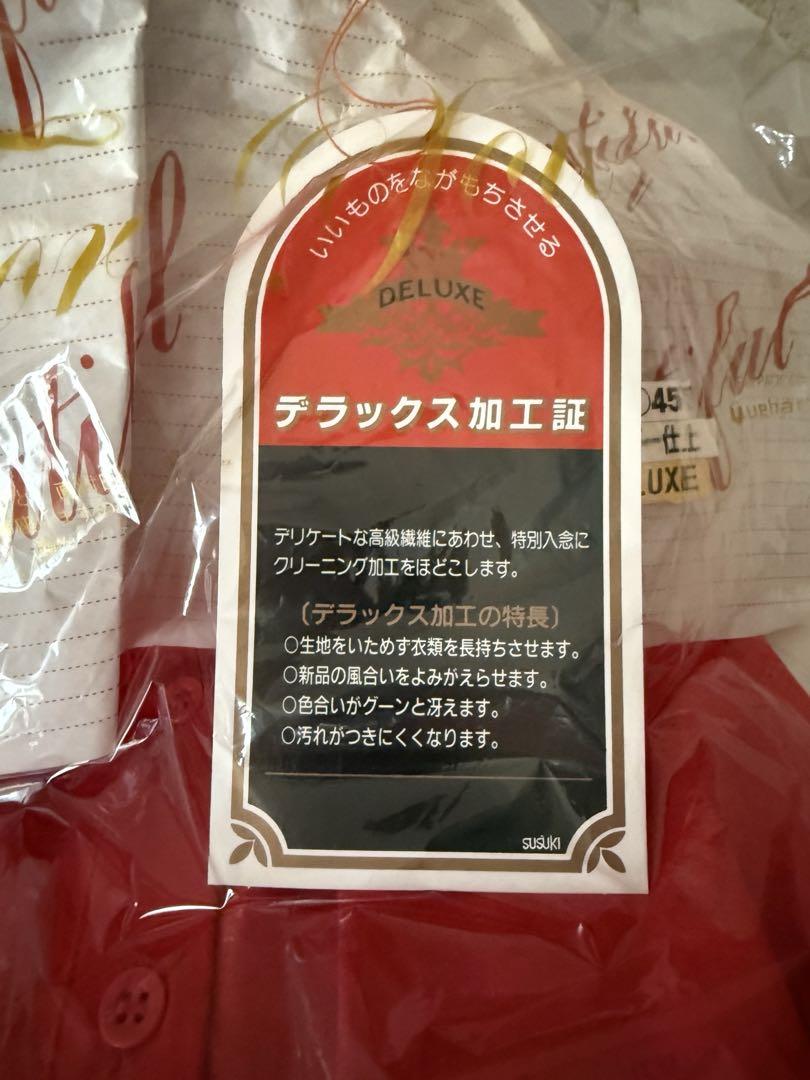 いいものをながもちさせる
DELUXE
デラックス加工証
デリケートな高級繊維にあわせ、特別入念に
クリーニング加工をほどこします。
〔デラックス加工の特長〕
○生地をいためず衣類を長持ちさせます。
○新品の風合いをよみがえらせます。
○色合いがグーンと冴えます。
○汚れがつきにくくなります。
SUSUKI
45
ー仕上
LUXE